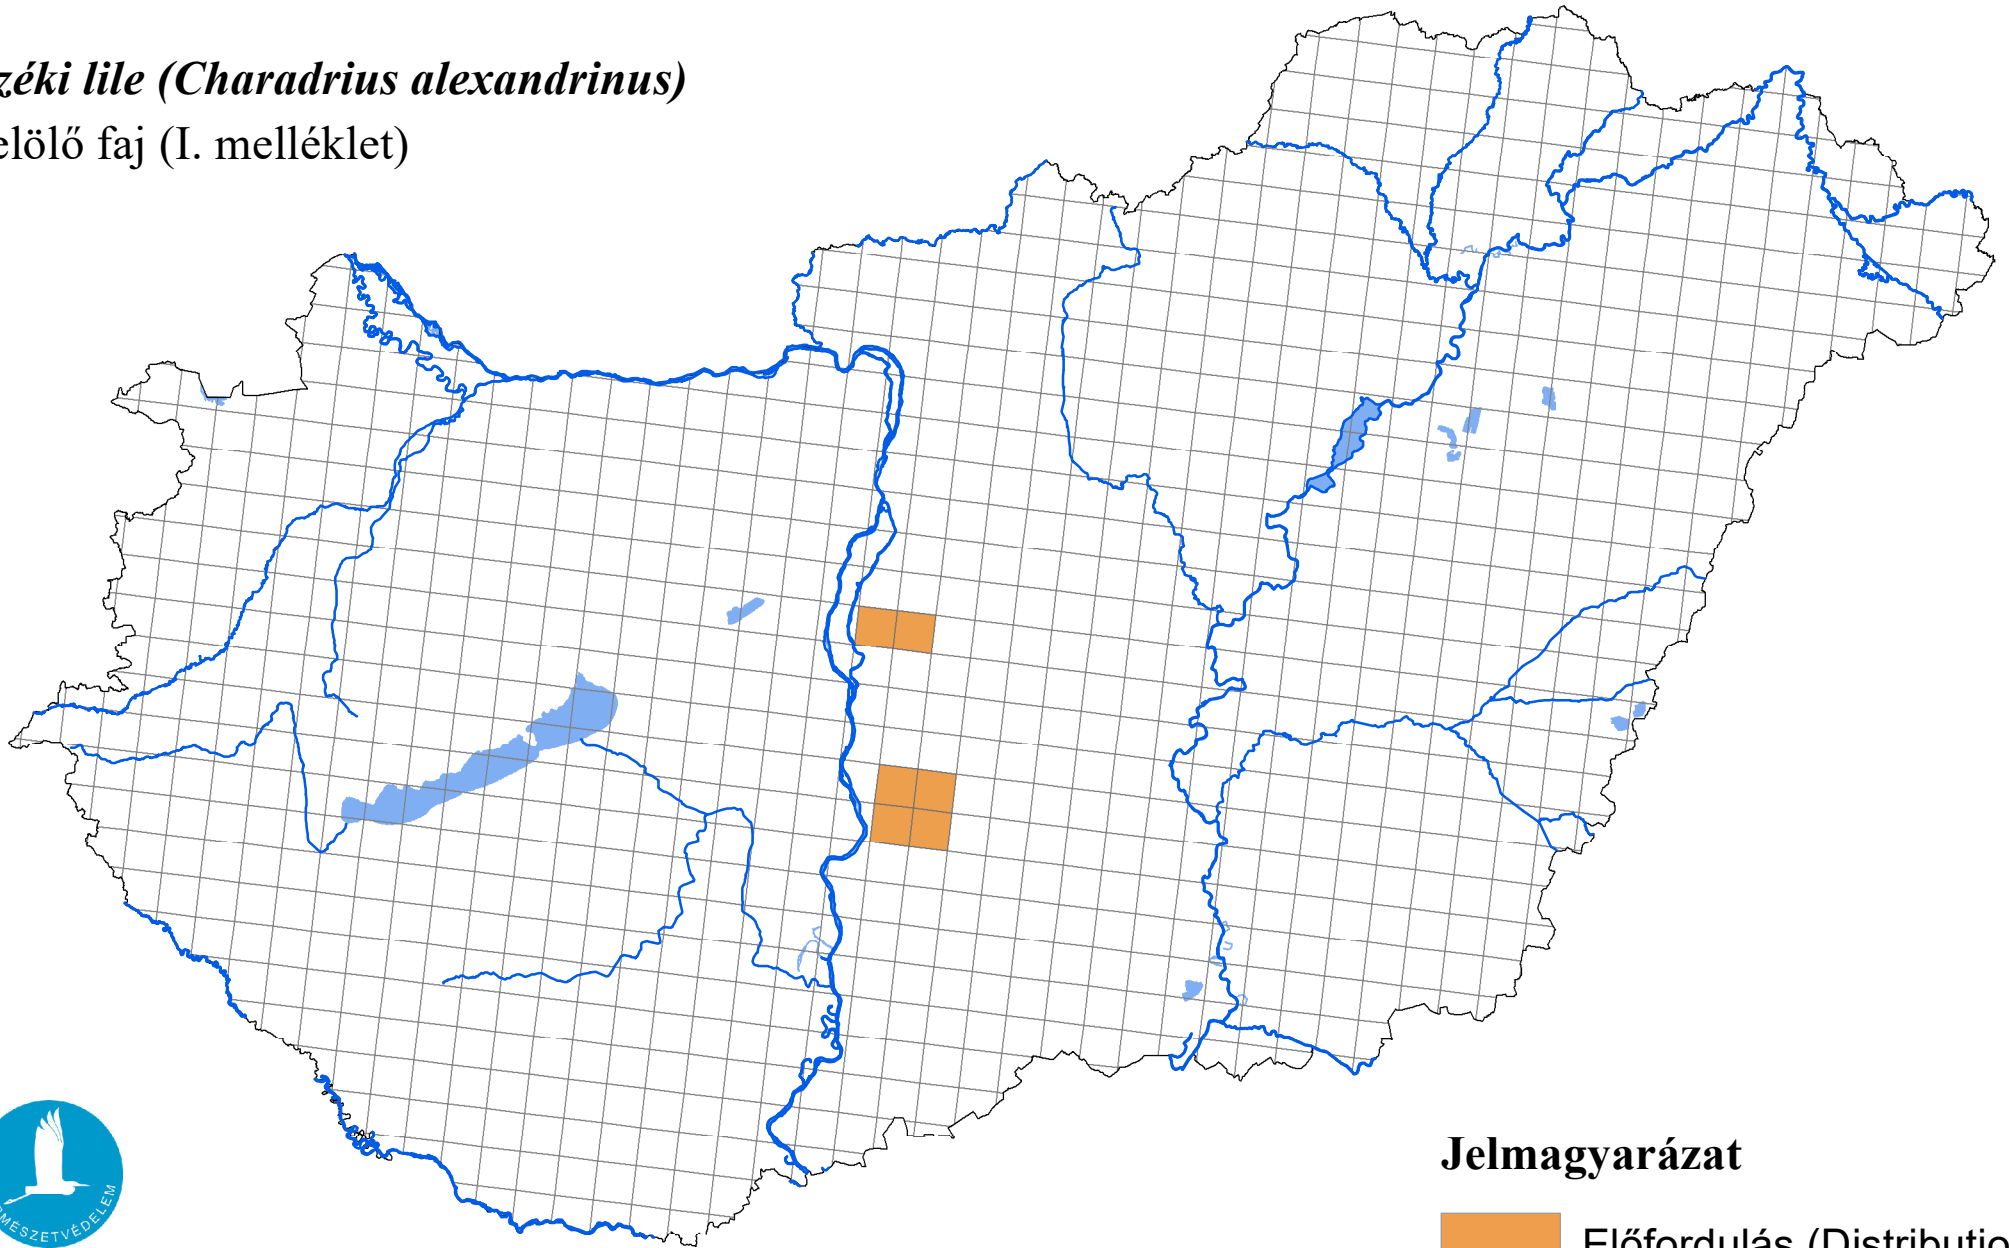 zéki lile (Charadrius alexandrinus)
elölő faj (I. melléklet)
MÉSZETVÉDELEM
Jelmagyarázat
Előfordulás (Distributio